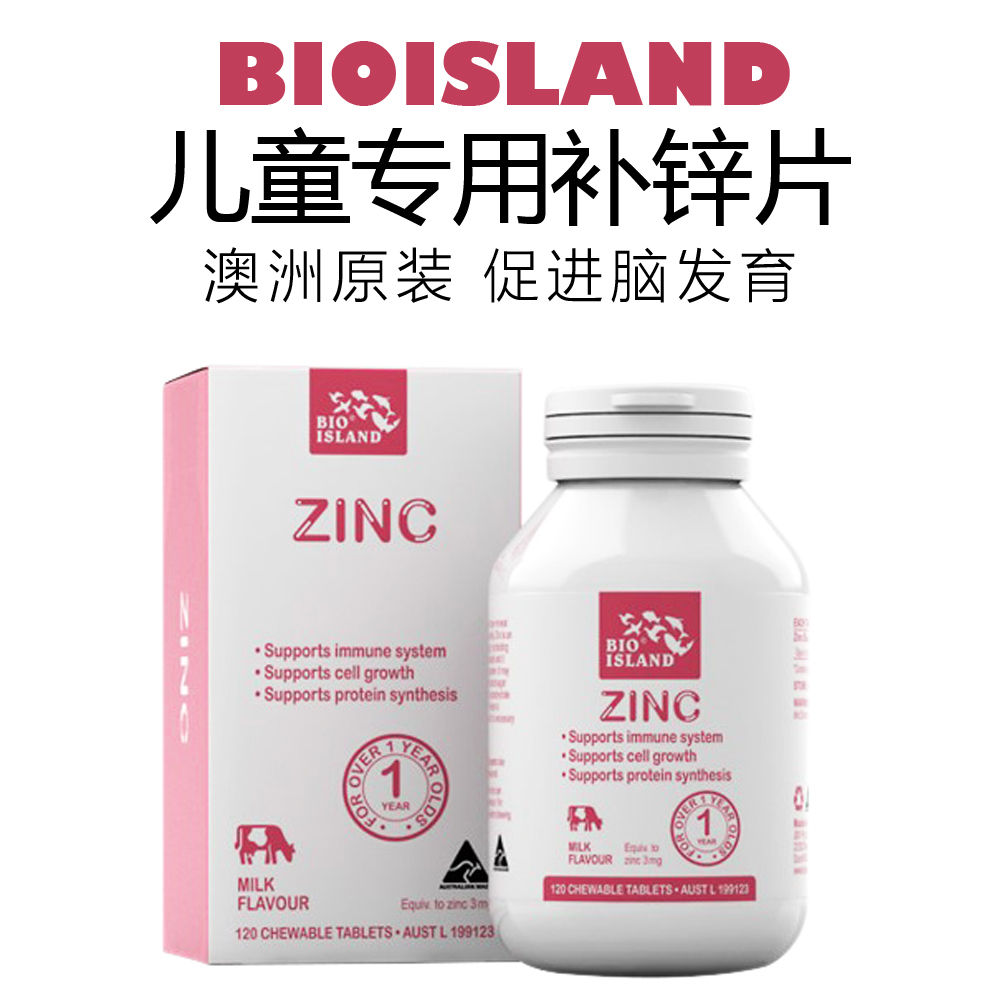 BIOISLAND
儿童专用补锌片
澳洲原装 促进脑发育
BIO
ISLAND
ZINC
ZINC
• Supports immune system
• Supports cell growth
• Supports protein synthesis
FOR OVER 1 YEAR OLDS
1
YEAR
MILK
FLAVOUR
AUSTRALIAN MADE
Equiv. to zinc 3mg
120 CHEWABLE TABLETS • AUST L 199123
BIO
ISLAND
ZINC
• Supports immune system
• Supports cell growth
• Supports protein synthesis
FOR OVER 1 YEAR OLDS
1
YEAR
MILK
FLAVOUR
Equiv. to
zinc 3mg
120 CHEWABLE TABLETS • AUST L 199123